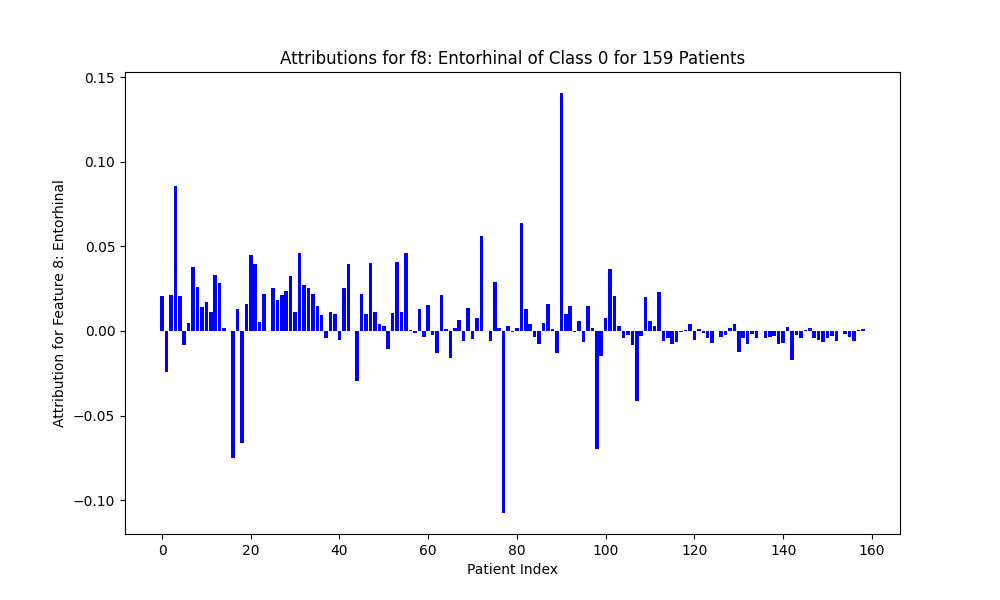 Attributions for f8: Entorhinal of Class 0 for 159 Patients
0.15
0.10
0.05
0.00
−0.05
−0.10
Attribution for Feature 8: Entorhinal
0 20 40 60 80 100 120 140 160
Patient Index